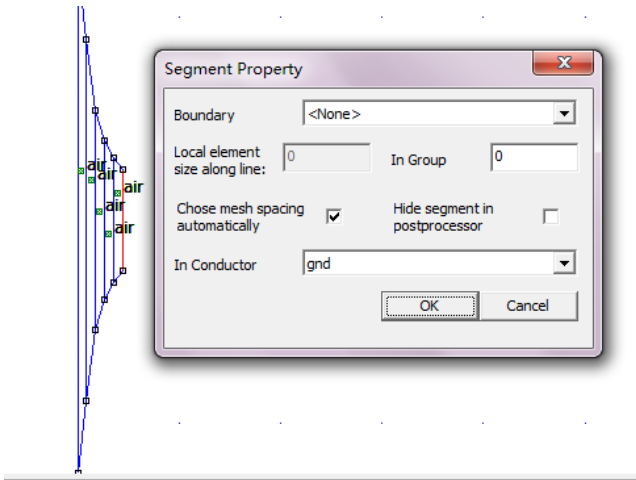 Segment Property
Boundary
<None>
Local element
size along line:
0
In Group
0
Chose mesh spacing
automatically
Hide segment in
postprocessor
In Conductor
gnd
OK
Cancel
air
air
air
air
air